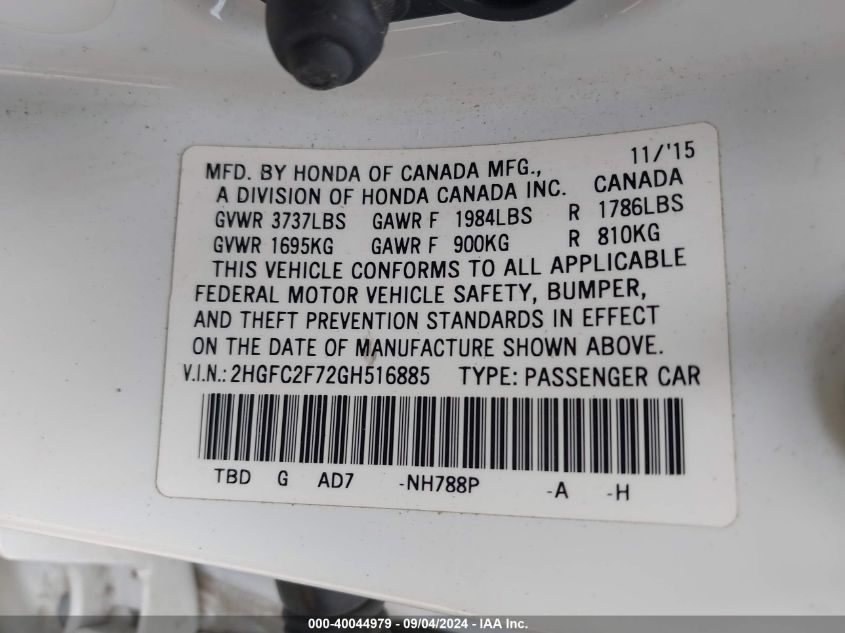 MFD. BY HONDA OF CANADA MFG., 11/'15
A DIVISION OF HONDA CANADA INC. CANADA
GVWR 3737LBS GAWR F 1984LBS R 1786LBS
GVWR 1695KG GAWR F 900KG R 810KG
THIS VEHICLE CONFORMS TO ALL APPLICABLE
FEDERAL MOTOR VEHICLE SAFETY, BUMPER,
AND THEFT PREVENTION STANDARDS IN EFFECT
ON THE DATE OF MANUFACTURE SHOWN ABOVE.
V.I.N.: 2HGFC2F72GH516885 TYPE: PASSENGER CAR
TBD G AD7 -NH788P -A -H
000-40044979 - 09/04/2024 - IAA Inc.